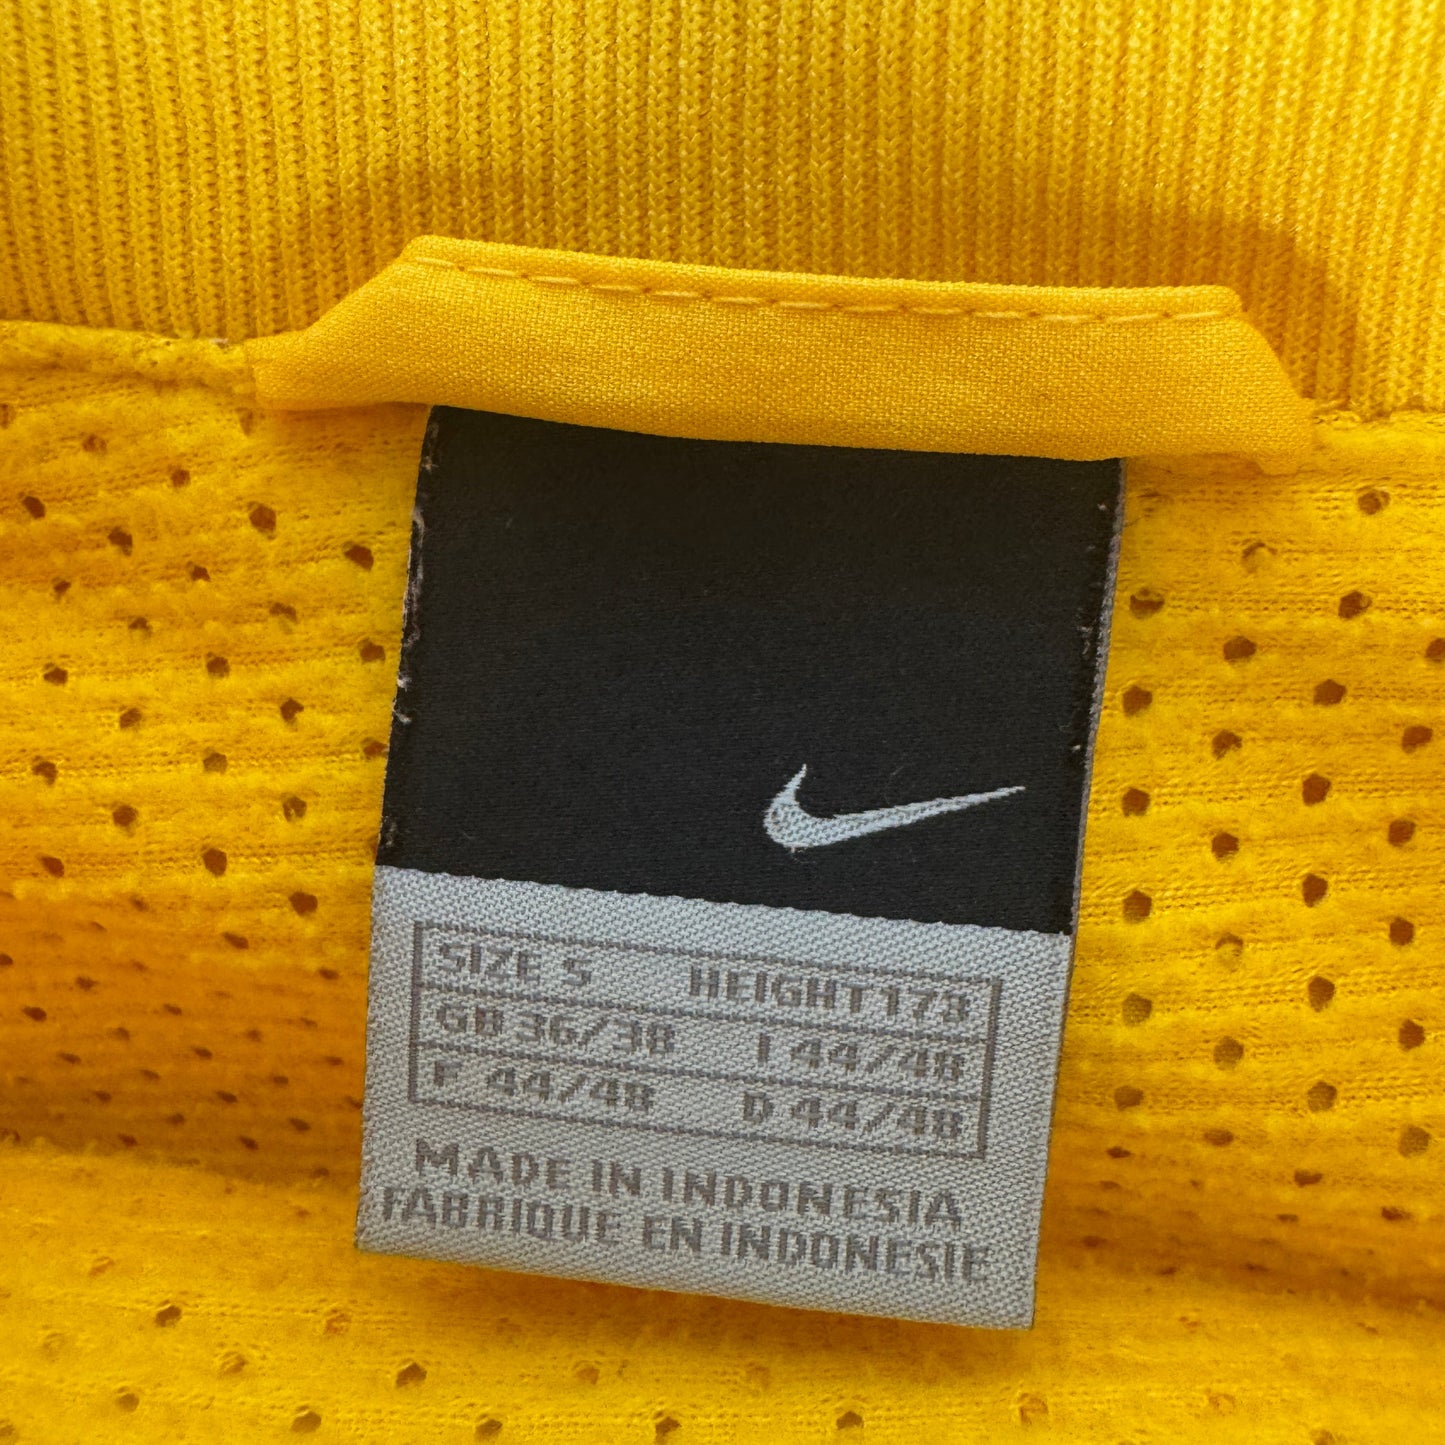 SIZE S HEIGHT 173
GB 36/38 I 44/48
F 44/48 D 44/48
MADE IN INDONESIA
FABRIQUE EN INDONESIE